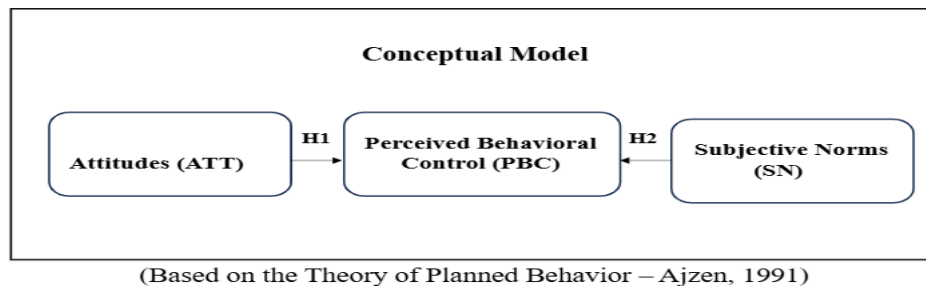 Conceptual Model
H1
H2
Attitudes (ATT)
Perceived Behavioral
Control (PBC)
Subjective Norms
(SN)
(Based on the Theory of Planned Behavior – Ajzen, 1991)